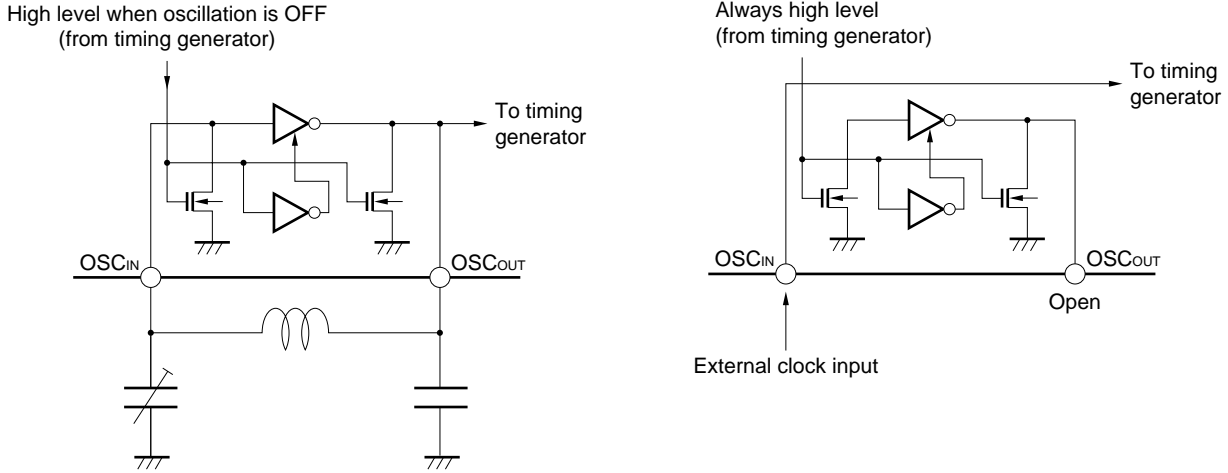 High level when oscillation is OFF
(from timing generator)
To timing
generator
OSCIN
OSCOUT
Always high level
(from timing generator)
To timing
generator
OSCIN
OSCOUT
Open
External clock input